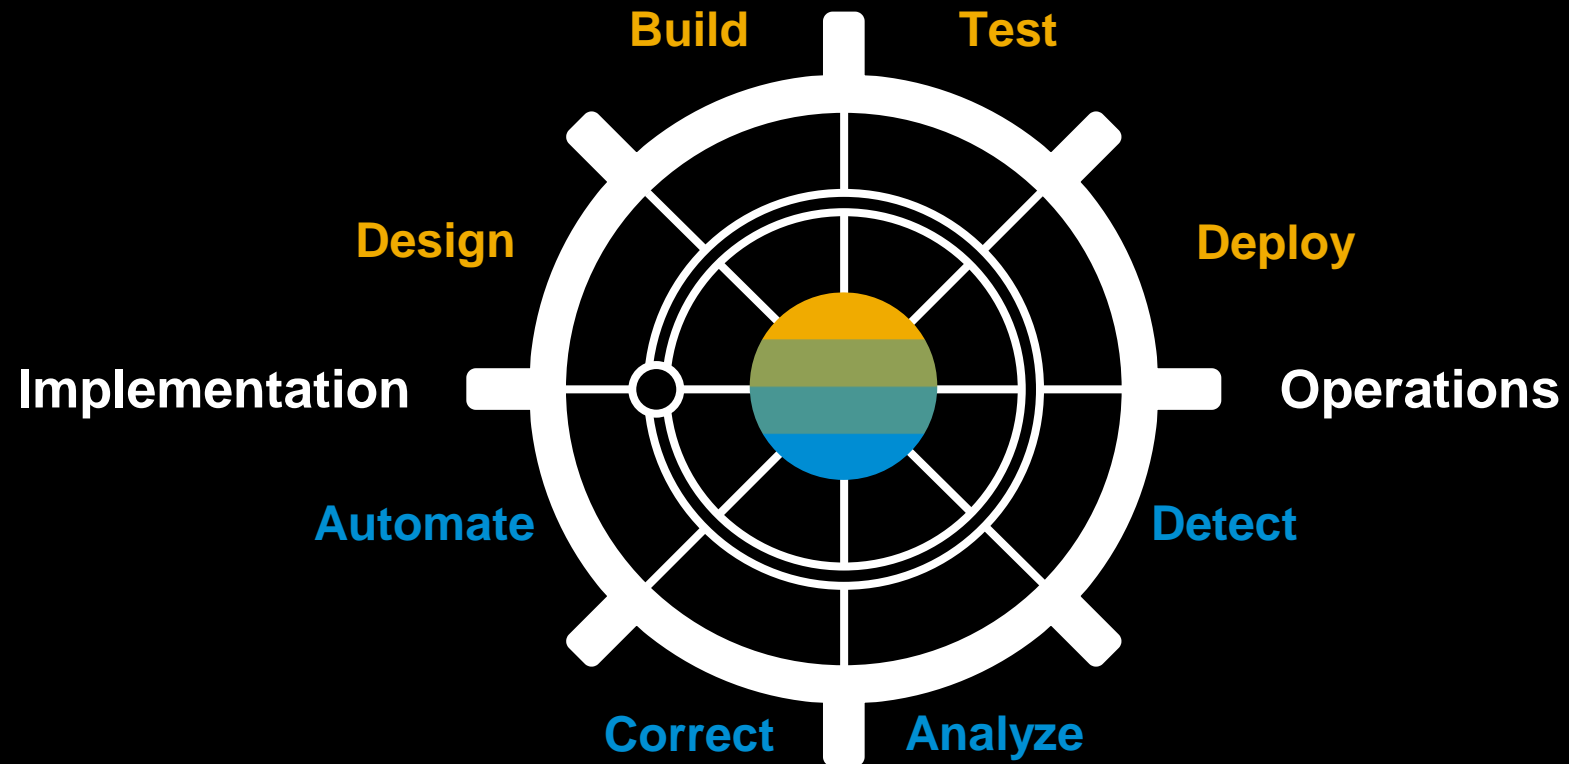 Build
Test
Design
Deploy
Implementation
Operations
Automate
Detect
Correct
Analyze